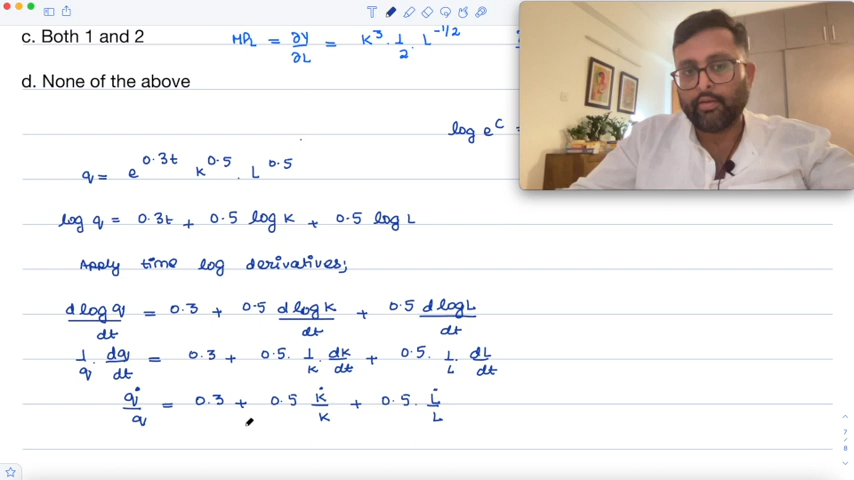 c. Both 1 and 2
MPL = ∂Y/∂L = K^3 · 1/2 · L^{-1/2}
d. None of the above
log e^C =
q = e^{0.3t} K^{0.5} . L^{0.5}
log q = 0.3t + 0.5 log K + 0.5 log L
Apply time log derivatives;
d log q/dt = 0.3 + 0.5 d log K/dt + 0.5 d log L/dt
1/q . dq/dt = 0.3 + 0.5. 1/K . dK/dt + 0.5. 1/L . dL/dt
q̇/q = 0.3 + 0.5 K̇/K + 0.5. L̇/L
7
/
8